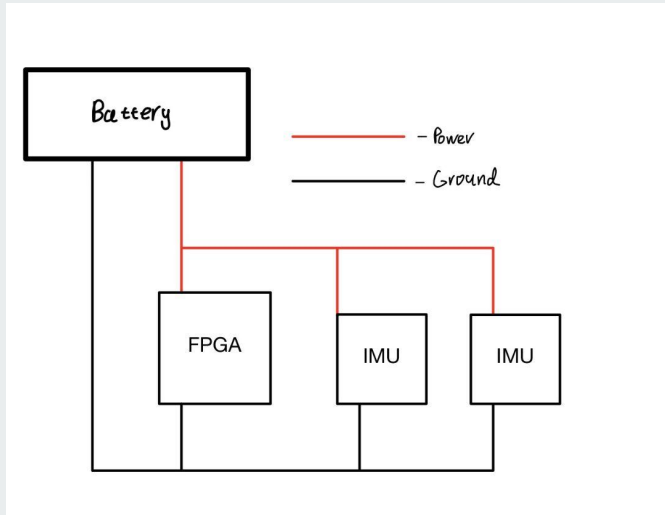 Battery
- Power
- Ground
FPGA
IMU
IMU